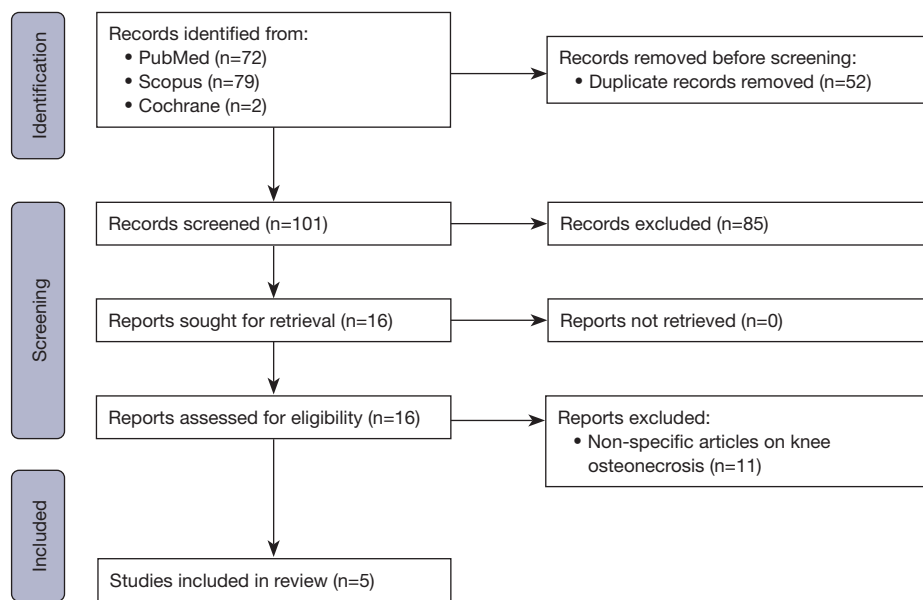 Identification
Records identified from:
• PubMed (n=72)
• Scopus (n=79)
• Cochrane (n=2)
Records removed before screening:
• Duplicate records removed (n=52)
Screening
Records screened (n=101)
Records excluded (n=85)
Reports sought for retrieval (n=16)
Reports not retrieved (n=0)
Reports assessed for eligibility (n=16)
Reports excluded:
• Non-specific articles on knee
osteonecrosis (n=11)
Included
Studies included in review (n=5)